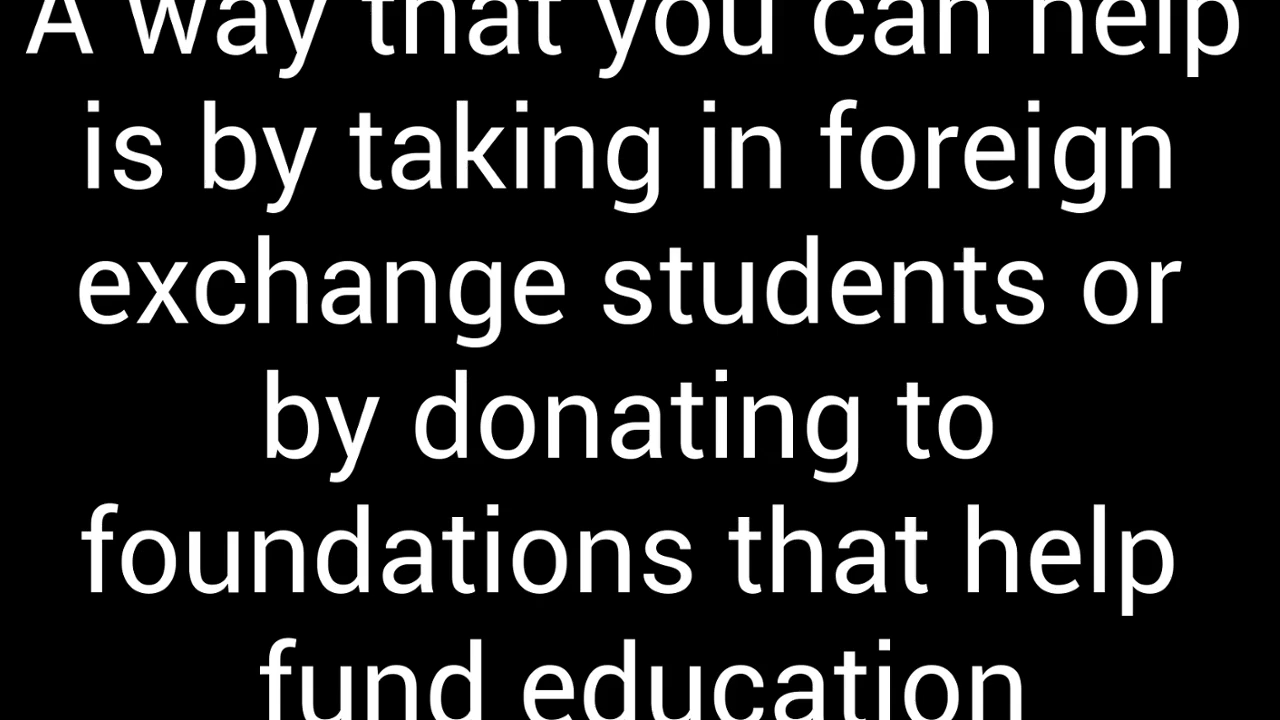 A way that you can help
is by taking in foreign
exchange students or
by donating to
foundations that help
fund education